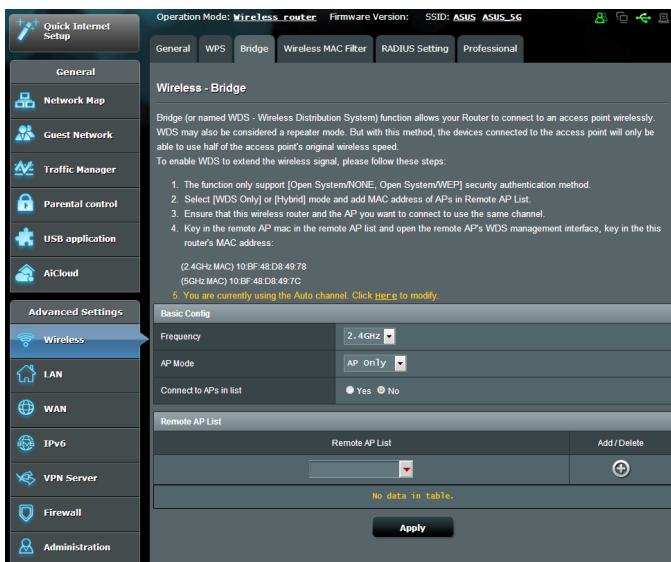 Quick Internet
Setup
General
Network Map
Guest Network
Traffic Manager
Parental control
USB application
AiCloud
Advanced Settings
Wireless
LAN
WAN
IPv6
VPN Server
Firewall
Administration
Operation Mode: Wireless router Firmware Version: SSID: ASUS ASUS_5G
General WPS Bridge Wireless MAC Filter RADIUS Setting Professional
Wireless - Bridge
Bridge (or named WDS - Wireless Distribution System) function allows your Router to connect to an access point wirelessly.
WDS may also be considered a repeater mode. But with this method, the devices connected to the access point will only be
able to use half of the access point's original wireless speed.
To enable WDS to extend the wireless signal, please follow these steps:
1. The function only support [Open System/NONE, Open System/WEP] security authentication method.
2. Select [WDS Only] or [Hybrid] mode and add MAC address of APs in Remote AP List.
3. Ensure that this wireless router and the AP you want to connect to use the same channel.
4. Key in the remote AP mac in the remote AP list and open the remote AP's WDS management interface, key in the this
router's MAC address:
(2.4GHz MAC) 10:BF:48:D8:49:78
(5GHz MAC) 10:BF:48:D8:49:7C
5. You are currently using the Auto channel. Click Here to modify.
Basic Config
Frequency 2.4GHz
AP Mode AP Only
Connect to APs in list Yes No
Remote AP List
Remote AP List Add / Delete
No data in table.
Apply